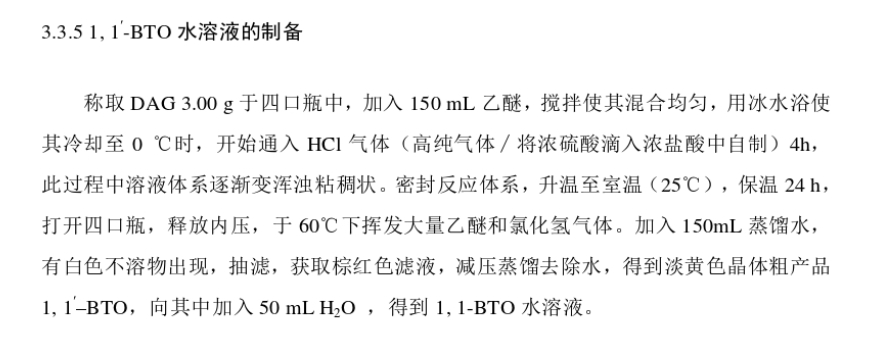 3.3.5 1, 1′-BTO 水溶液的制备
称取 DAG 3.00 g 于四口瓶中，加入 150 mL 乙醚，搅拌使其混合均匀，用冰水浴使
其冷却至 0 ℃时，开始通入 HCl 气体（高纯气体／将浓硫酸滴入浓盐酸中自制）4h，
此过程中溶液体系逐渐变浑浊粘稠状。密封反应体系，升温至室温（25℃），保温 24 h，
打开四口瓶，释放内压，于 60℃下挥发大量乙醚和氯化氢气体。加入 150mL 蒸馏水，
有白色不溶物出现，抽滤，获取棕红色滤液，减压蒸馏去除水，得到淡黄色晶体粗产品
1, 1′–BTO，向其中加入 50 mL H₂O ，得到 1, 1-BTO 水溶液。